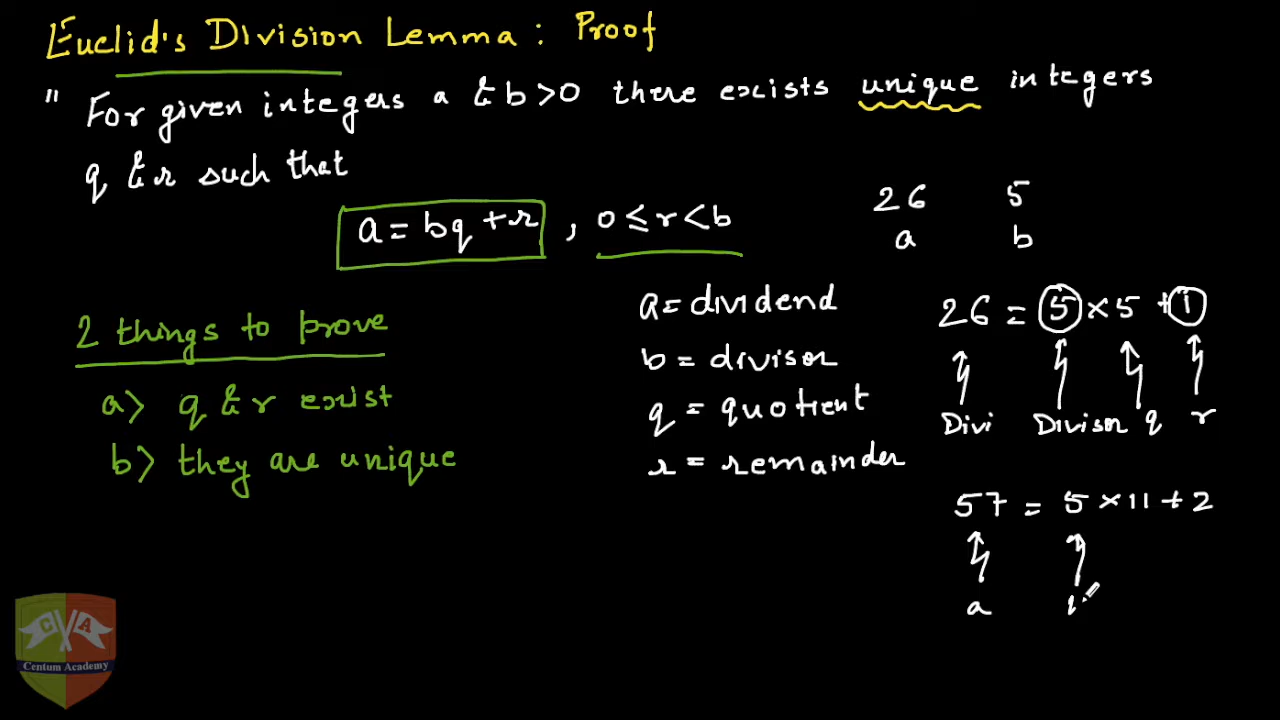 Euclid's Division Lemma : Proof
" For given integers a & b > 0 there exists unique integers
q & r such that
a = bq + r , 0 ≤ r < b
26 5
a b
2 things to prove
a> q & r exist
b> they are unique
a = dividend
b = divisor
q = quotient
r = remainder
26 = 5 × 5 + 1
Divi Divisor q r
57 = 5 × 11 + 2
a
C A
Centum Academy